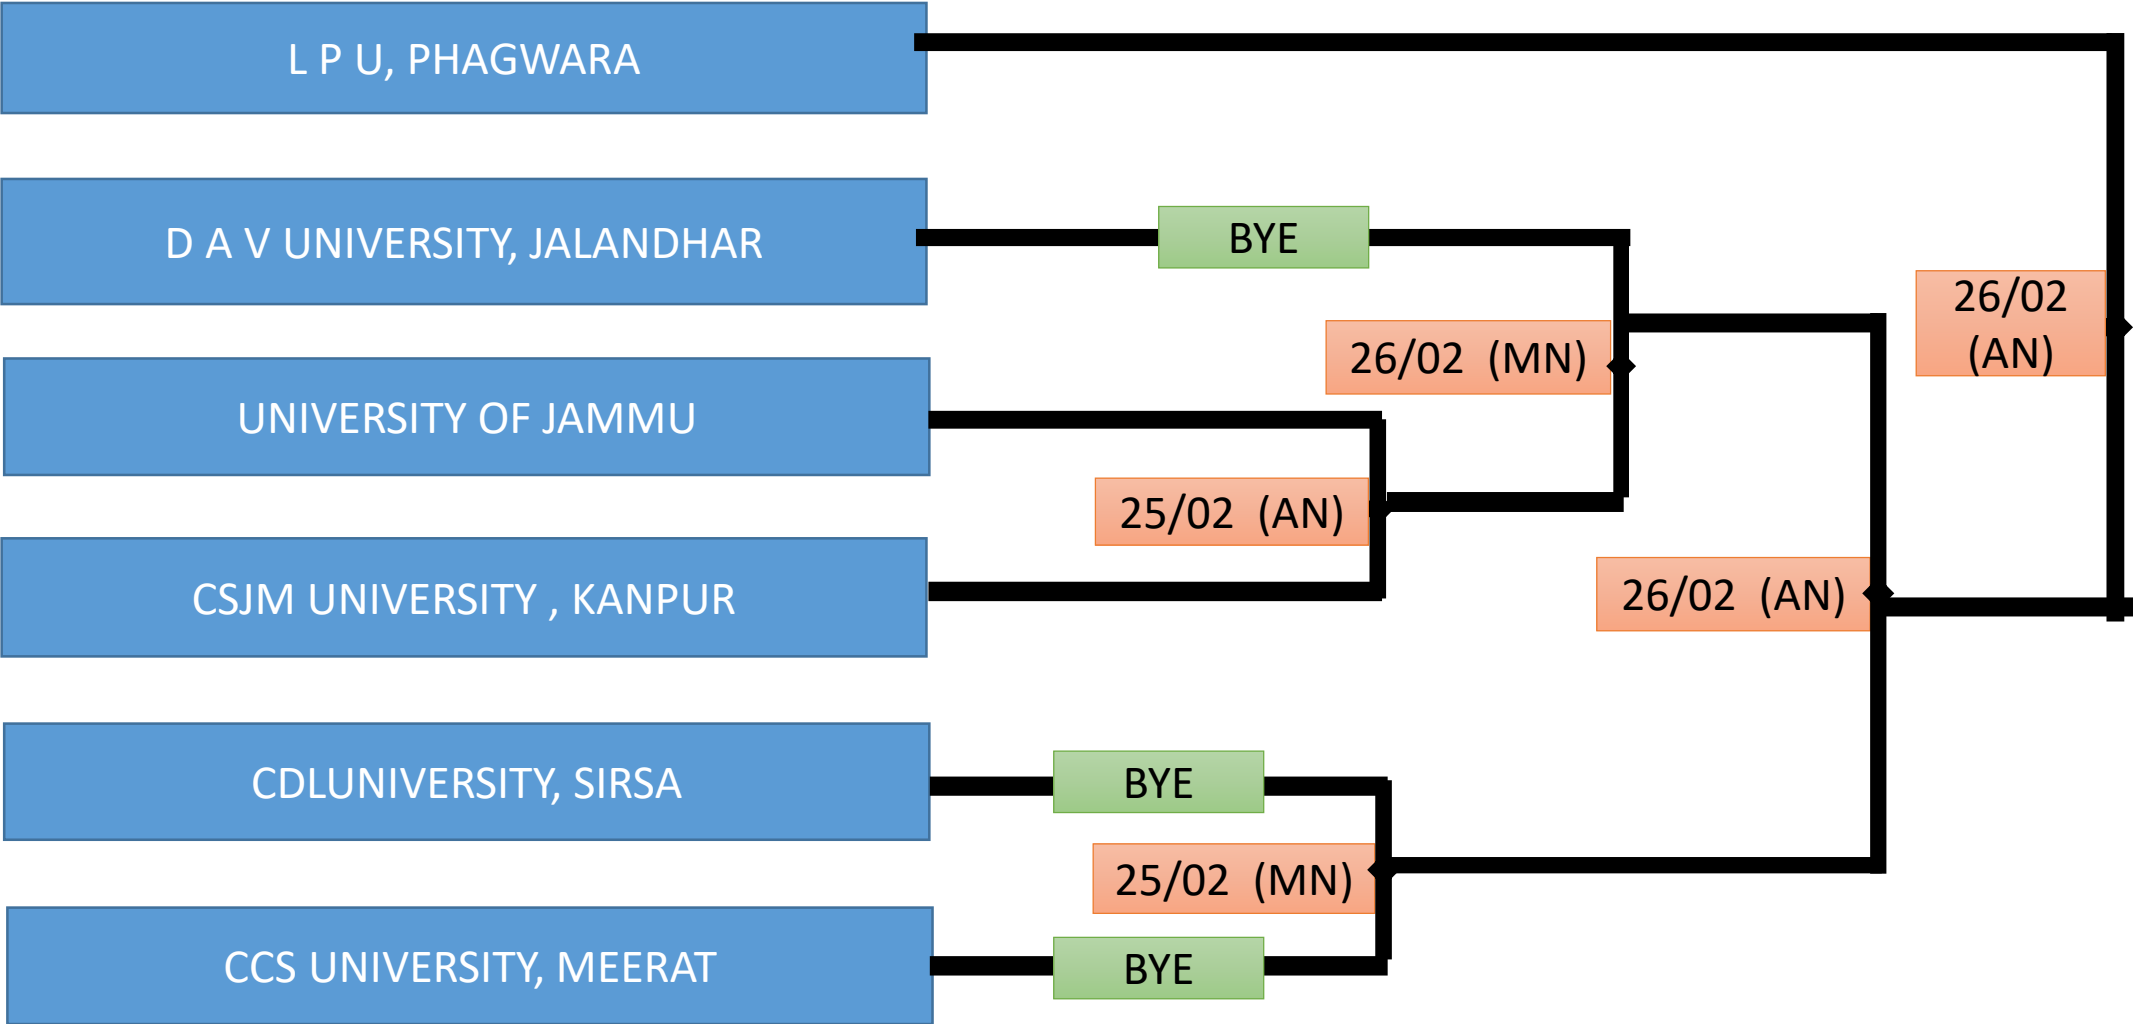 L P U, PHAGWARA
D A V UNIVERSITY, JALANDHAR
BYE
26/02
(AN)
26/02 (MN)
UNIVERSITY OF JAMMU
25/02 (AN)
CSJM UNIVERSITY , KANPUR
26/02 (AN)
CDLUNIVERSITY, SIRSA
BYE
25/02 (MN)
CCS UNIVERSITY, MEERAT
BYE